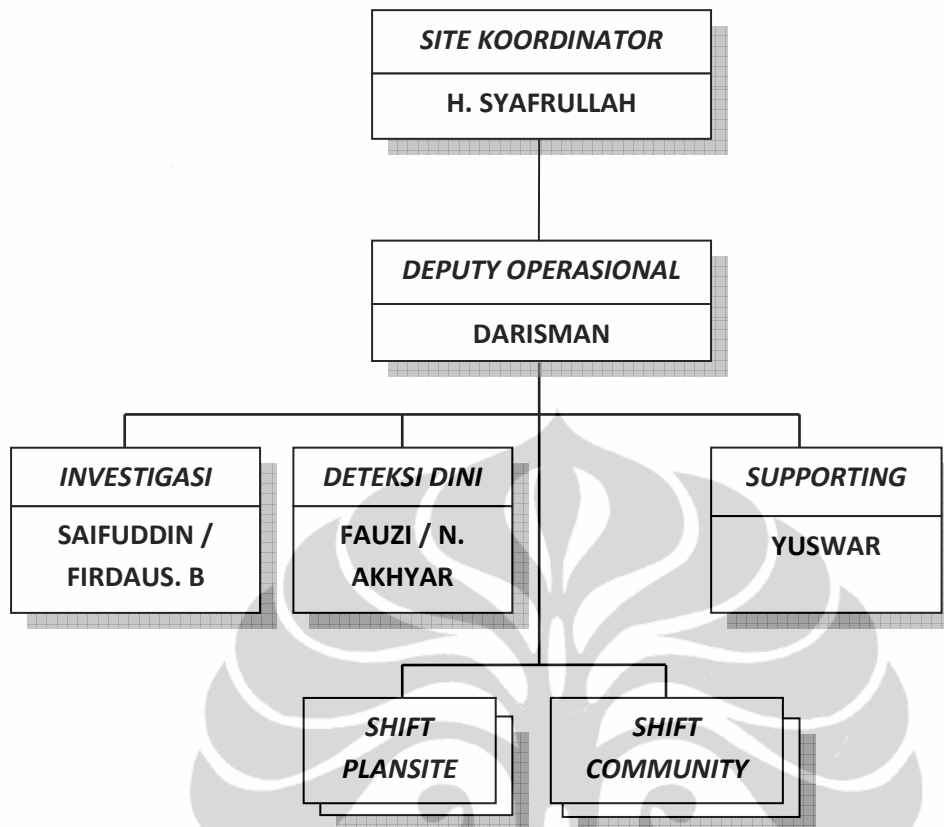 SITE KOORDINATOR
H. SYAFRULLAH
DEPUTY OPERASIONAL
DARISMAN
INVESTIGASI
SAIFUDDIN /
FIRDAUS. B
DETEKSI DINI
FAUZI / N.
AKHYAR
SUPPORTING
YUSWAR
SHIFT
PLANSITE
SHIFT
COMMUNITY